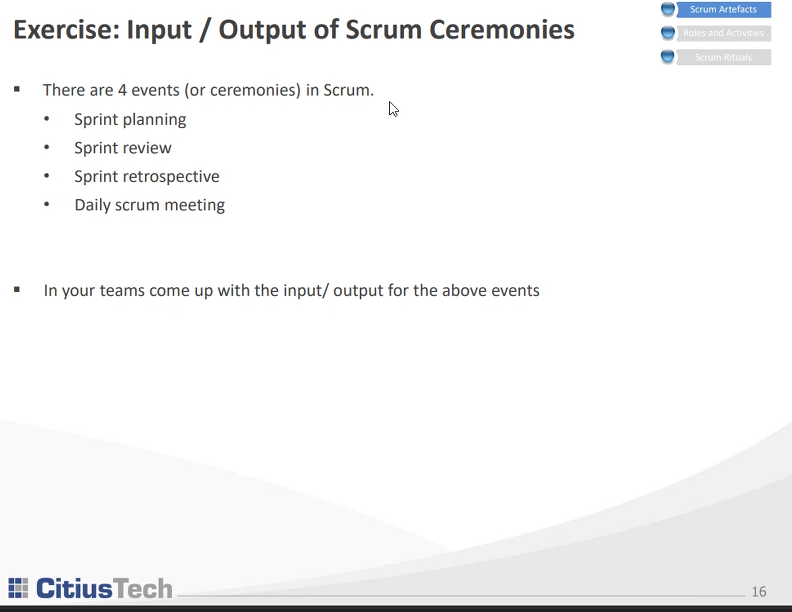 Exercise: Input / Output of Scrum Ceremonies
Scrum Artefacts
Roles and Activities
Scrum Rituals
There are 4 events (or ceremonies) in Scrum.
Sprint planning
Sprint review
Sprint retrospective
Daily scrum meeting
In your teams come up with the input/ output for the above events
CitiusTech
16